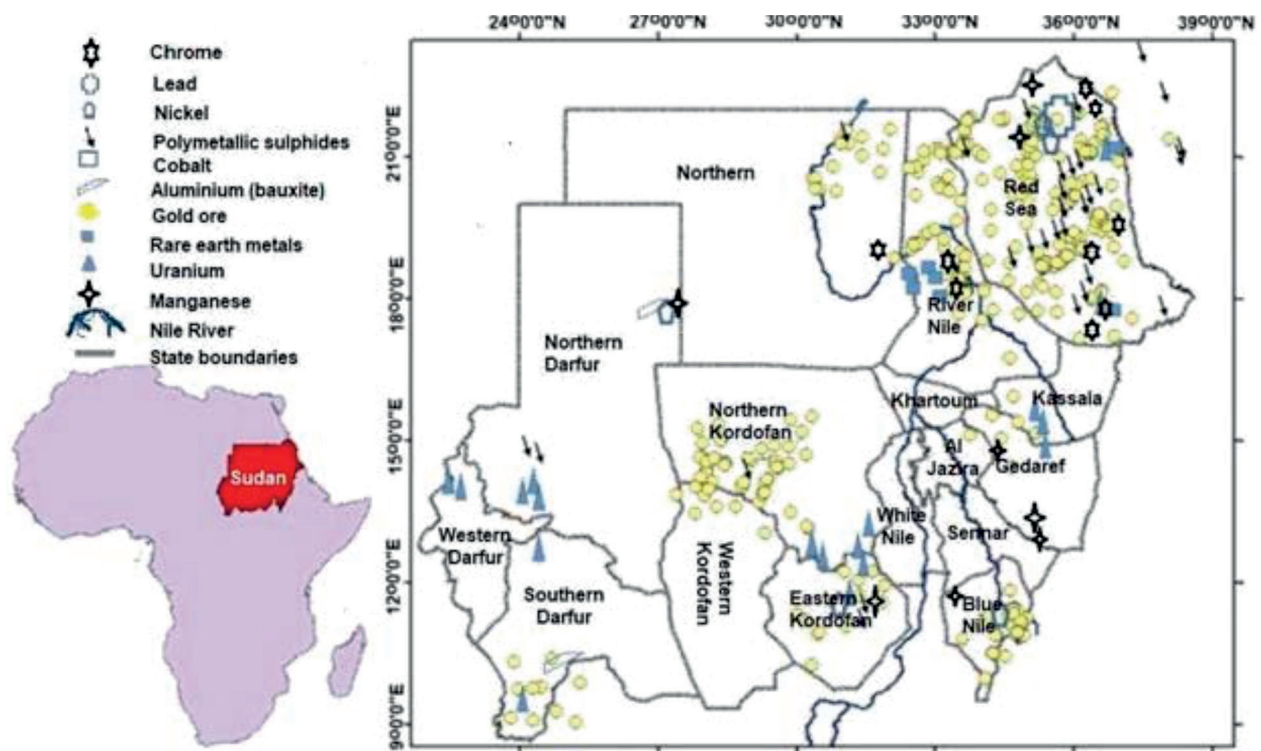 24°0'0"N 27°0'0"N 30°0'0"N 33°0'0"N 36°0'0"N 39°0'0"N
Chrome
Lead
Nickel
Polymetallic sulphides
Cobalt
Aluminium (bauxite)
Gold ore
Rare earth metals
Uranium
Manganese
Nile River
State boundaries
Sudan
21°0'0"E
18°0'0"E
15°0'0"E
12°0'0"E
9°0'0"E
Northern
Red
Sea
River
Nile
Northern
Darfur
Northern
Kordofan
Khartoum
Kassala
Al
Jazira
Gedaref
White
Nile
Sennar
Western
Darfur
Western
Kordofan
Southern
Darfur
Eastern
Kordofan
Blue
Nile